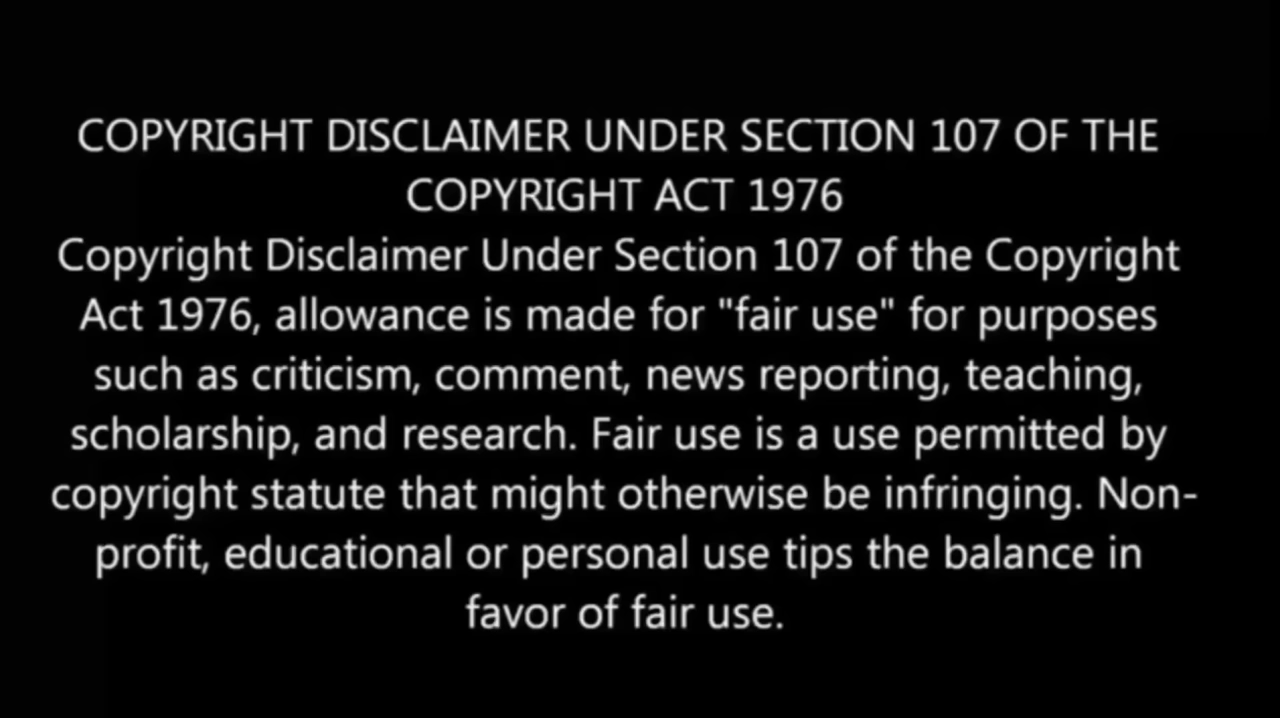 COPYRIGHT DISCLAIMER UNDER SECTION 107 OF THE
COPYRIGHT ACT 1976
Copyright Disclaimer Under Section 107 of the Copyright
Act 1976, allowance is made for "fair use" for purposes
such as criticism, comment, news reporting, teaching,
scholarship, and research. Fair use is a use permitted by
copyright statute that might otherwise be infringing. Non-
profit, educational or personal use tips the balance in
favor of fair use.